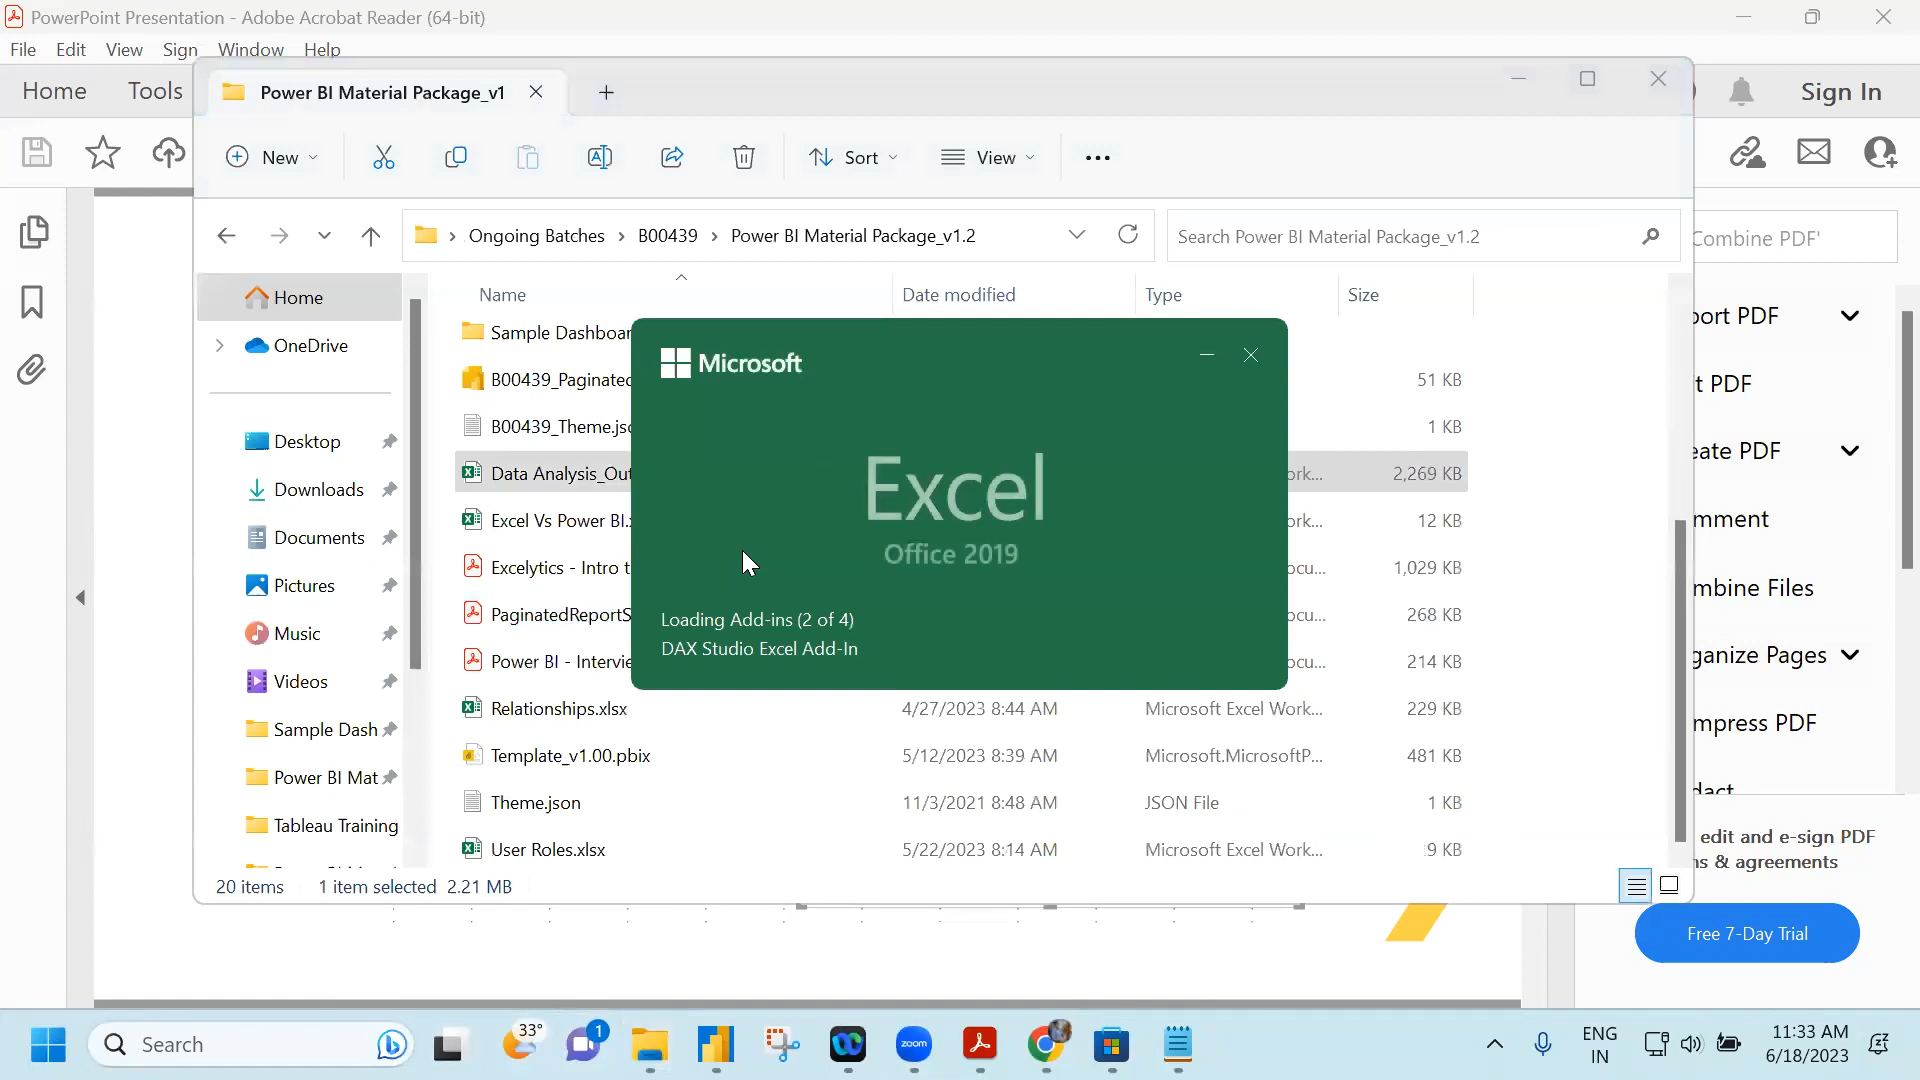 PowerPoint Presentation - Adobe Acrobat Reader (64-bit)
File Edit View Sign Window Help
Home Tools
Power BI Material Package_v1
Sign In
New
Sort
View
Ongoing Batches > B00439 > Power BI Material Package_v1.2
Search Power BI Material Package_v1.2
Combine PDF'
Name Date modified Type Size
Home
OneDrive
Desktop
Downloads
Documents
Pictures
Music
Videos
Sample Dash
Power BI Mat
Tableau Training
Sample Dashboar
B00439_Paginated 51 KB
B00439_Theme.js 1 KB
Data Analysis_Out ork... 2,269 KB
Excel Vs Power BI. ork... 12 KB
Excelytics - Intro t ocu... 1,029 KB
PaginatedReportS ocu... 268 KB
Power BI - Intervie ocu... 214 KB
Relationships.xlsx 4/27/2023 8:44 AM Microsoft Excel Work... 229 KB
Template_v1.00.pbix 5/12/2023 8:39 AM Microsoft.MicrosoftP... 481 KB
Theme.json 11/3/2021 8:48 AM JSON File 1 KB
User Roles.xlsx 5/22/2023 8:14 AM Microsoft Excel Work... 9 KB
Microsoft
Excel
Office 2019
Loading Add-ins (2 of 4)
DAX Studio Excel Add-In
20 items 1 item selected 2.21 MB
port PDF
t PDF
eate PDF
mment
mbine Files
ganize Pages
mpress PDF
edit and e-sign PDF
ns & agreements
Free 7-Day Trial
Search
33°
1
zoom
ENG
IN
11:33 AM
6/18/2023